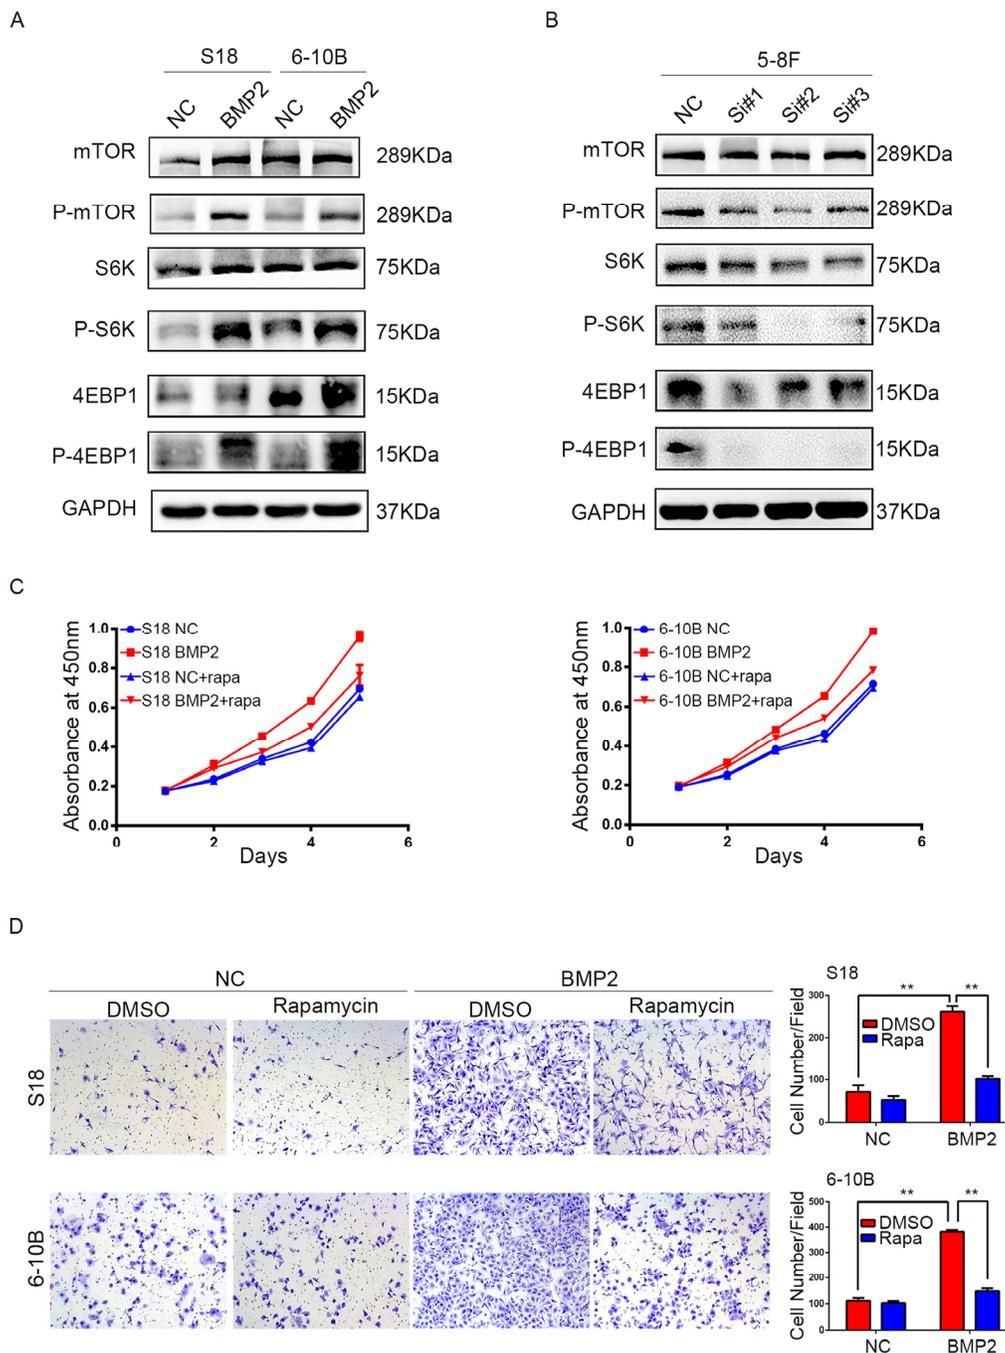 A
S18 6-10B
NC BMP2 NC BMP2
mTOR 289KDa
P-mTOR 289KDa
S6K 75KDa
P-S6K 75KDa
4EBP1 15KDa
P-4EBP1 15KDa
GAPDH 37KDa
B
5-8F
NC Si#1 Si#2 Si#3
mTOR 289KDa
P-mTOR 289KDa
S6K 75KDa
P-S6K 75KDa
4EBP1 15KDa
P-4EBP1 15KDa
GAPDH 37KDa
C
Absorbance at 450nm
1.0
0.8
0.6
0.4
0.2
0.0
S18 NC
S18 BMP2
S18 NC+rapa
S18 BMP2+rapa
0 2 4 6
Days
Absorbance at 450nm
1.0
0.8
0.6
0.4
0.2
0.0
6-10B NC
6-10B BMP2
6-10B NC+rapa
6-10B BMP2+rapa
0 2 4 6
Days
D
NC BMP2
DMSO Rapamycin DMSO Rapamycin
S18
6-10B
S18
Cell Number/Field
300
200
100
0
** **
DMSO
Rapa
NC BMP2
6-10B
Cell Number/Field
500
400
300
200
100
0
** **
DMSO
Rapa
NC BMP2